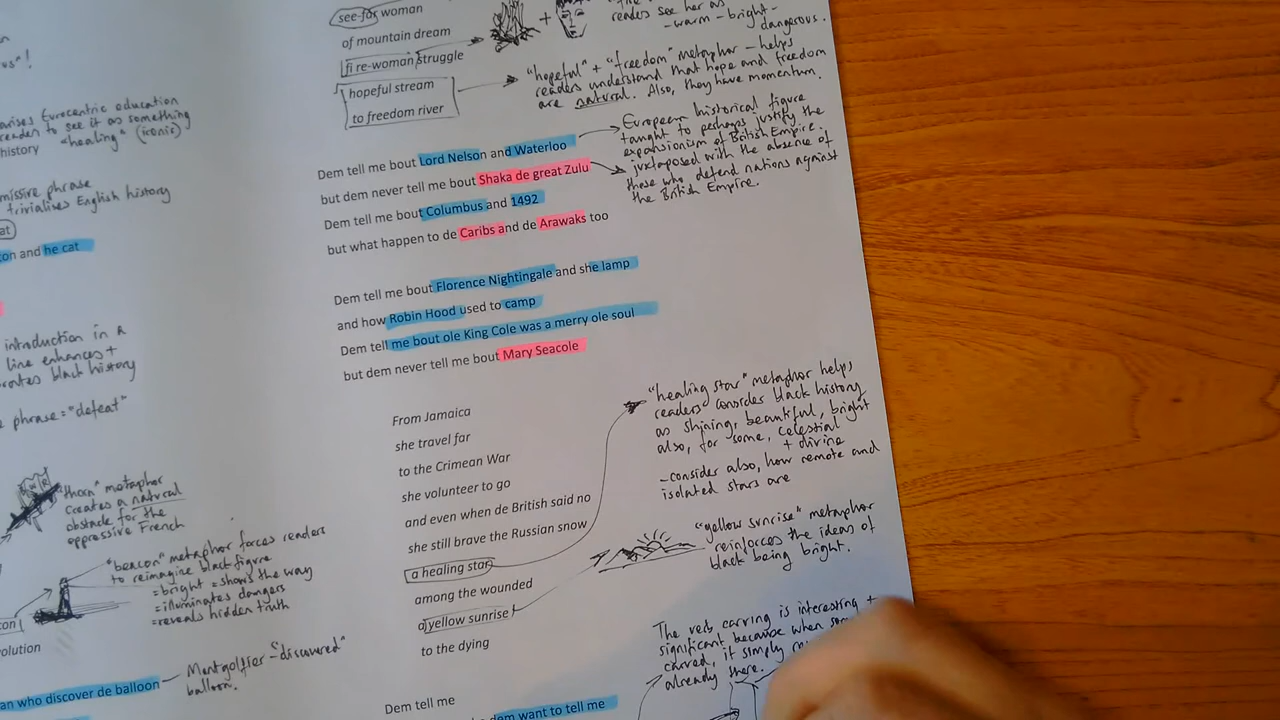 see-far woman
of mountain dream
fi re-woman struggle
hopeful stream
to freedom river
readers see her as
-warm - bright -
dangerous.
"hopeful" + "freedom" metaphor - helps
readers understand that hope and freedom
are natural. Also, they have momentum.
Dem tell me bout Lord Nelson and Waterloo
but dem never tell me bout Shaka de great Zulu
Dem tell me bout Columbus and 1492
but what happen to de Caribs and de Arawaks too
European historical figure
taught to perhaps justify the
expansionism of British Empire.
juxtaposed with the absence of
those who defend nations against
the British Empire.
Dem tell me bout Florence Nightingale and she lamp
and how Robin Hood used to camp
Dem tell me bout ole King Cole was a merry ole soul
but dem never tell me bout Mary Seacole
From Jamaica
she travel far
to the Crimean War
she volunteer to go
and even when de British said no
she still brave the Russian snow
a healing star
among the wounded
a yellow sunrise
to the dying
"healing star" metaphor helps
readers consider black history
as shining, beautiful, bright
also, for some, celestial
+ divine
-consider also, how remote and
isolated stars are
"yellow sunrise" metaphor
reinforces the ideas of
black being bright.
The verb carving is interesting +
significant because when
carved, it simply
already there.
Dem tell me
dem want to tell me
Eurocentric education
to see it as something
history "healing" (iconic)
phrase
trivialises English history
and he cat
introduction in a
line enhances +
black history
phrase = "defeat"
"thorn" metaphor
creates a natural
obstacle for the
oppressive French
"beacon" metaphor forces readers
to reimagine black figure
= bright = shows the way
= illuminates dangers
= reveals hidden truth
who discover de balloon
Montgolfier - "discovered"
balloon.